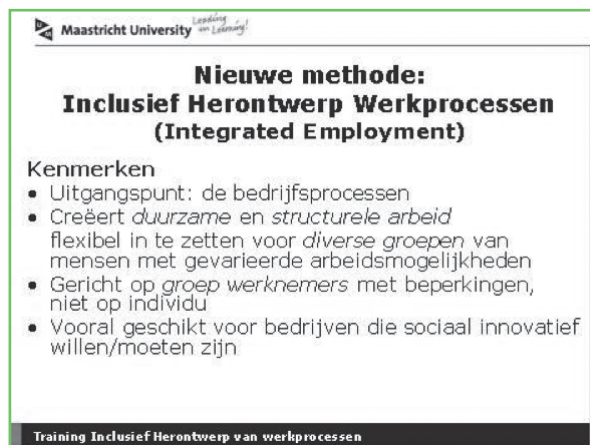 Maastricht University Leading in Learning!
Nieuwe methode:
Inclusief Herontwerp Werkprocessen
(Integrated Employment)
Kenmerken
• Uitgangspunt: de bedrijfsprocessen
• Creëert duurzame en structurele arbeid
flexibel in te zetten voor diverse groepen van
mensen met gevarieerde arbeidsmogelijkheden
• Gericht op groep werknemers met beperkingen,
niet op individu
• Vooral geschikt voor bedrijven die sociaal innovatief
willen/moeten zijn
Training Inclusief Herontwerp van werkprocessen